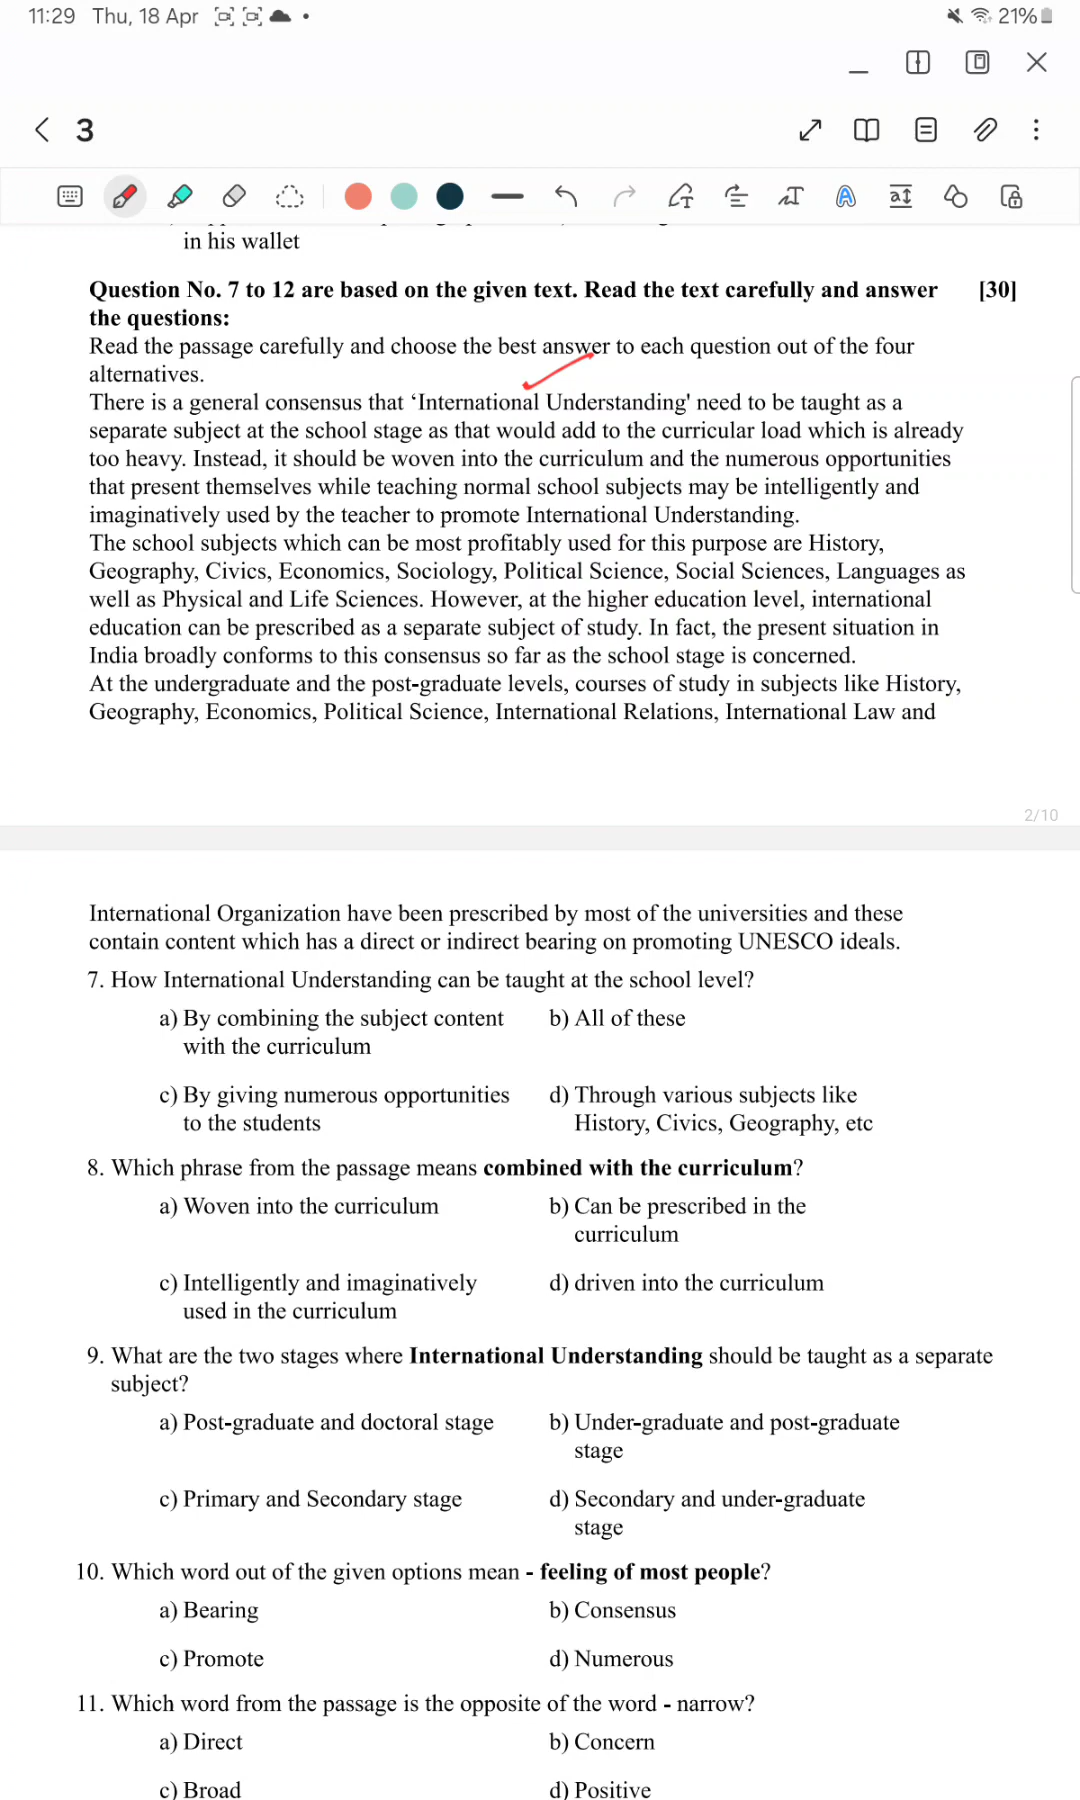 11:29 Thu, 18 Apr
21%
3
in his wallet
Question No. 7 to 12 are based on the given text. Read the text carefully and answer [30]
the questions:
Read the passage carefully and choose the best answer to each question out of the four
alternatives.
There is a general consensus that ‘International Understanding' need to be taught as a
separate subject at the school stage as that would add to the curricular load which is already
too heavy. Instead, it should be woven into the curriculum and the numerous opportunities
that present themselves while teaching normal school subjects may be intelligently and
imaginatively used by the teacher to promote International Understanding.
The school subjects which can be most profitably used for this purpose are History,
Geography, Civics, Economics, Sociology, Political Science, Social Sciences, Languages as
well as Physical and Life Sciences. However, at the higher education level, international
education can be prescribed as a separate subject of study. In fact, the present situation in
India broadly conforms to this consensus so far as the school stage is concerned.
At the undergraduate and the post-graduate levels, courses of study in subjects like History,
Geography, Economics, Political Science, International Relations, International Law and
2/10
International Organization have been prescribed by most of the universities and these
contain content which has a direct or indirect bearing on promoting UNESCO ideals.
7. How International Understanding can be taught at the school level?
a) By combining the subject content b) All of these
with the curriculum
c) By giving numerous opportunities d) Through various subjects like
to the students History, Civics, Geography, etc
8. Which phrase from the passage means combined with the curriculum?
a) Woven into the curriculum b) Can be prescribed in the
curriculum
c) Intelligently and imaginatively d) driven into the curriculum
used in the curriculum
9. What are the two stages where International Understanding should be taught as a separate
subject?
a) Post-graduate and doctoral stage b) Under-graduate and post-graduate
stage
c) Primary and Secondary stage d) Secondary and under-graduate
stage
10. Which word out of the given options mean - feeling of most people?
a) Bearing b) Consensus
c) Promote d) Numerous
11. Which word from the passage is the opposite of the word - narrow?
a) Direct b) Concern
c) Broad d) Positive